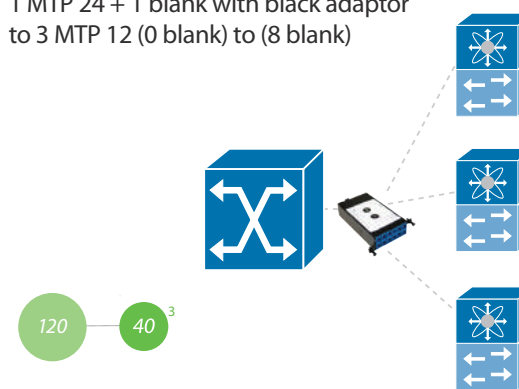 1 MTP 24 + 1 blank with black adaptor
to 3 MTP 12 (0 blank) to (8 blank)
120
40
3